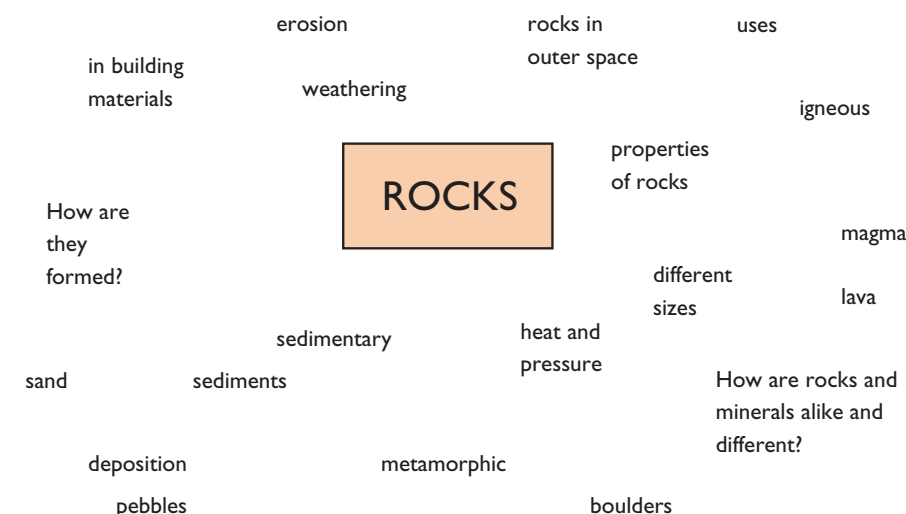 erosion
rocks in
outer space
uses
in building
materials
weathering
igneous
properties
of rocks
ROCKS
How are
they
formed?
magma
different
sizes
lava
sedimentary
heat and
pressure
sand
sediments
How are rocks and
minerals alike and
different?
deposition
metamorphic
pebbles
boulders